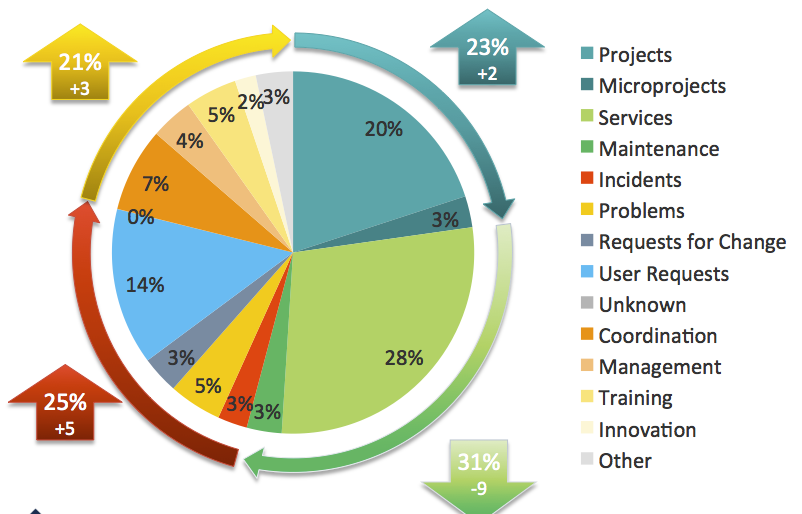 21%
+3
23%
+2
20%
3%
28%
3%
3%
5%
3%
14%
0%
7%
4%
5%
2%
3%
25%
+5
31%
-9
Projects
Microprojects
Services
Maintenance
Incidents
Problems
Requests for Change
User Requests
Unknown
Coordination
Management
Training
Innovation
Other